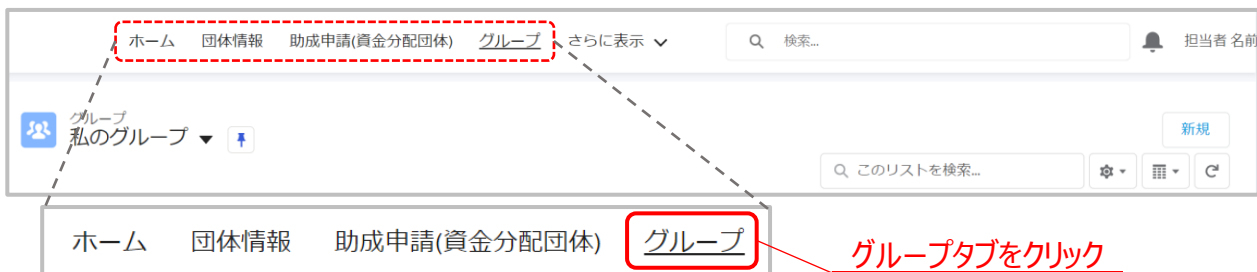 ホーム 団体情報 助成申請(資金分配団体) グループ さらに表示 検索... 担当者 名前
グループ
私のグループ
新規
このリストを検索...
ホーム 団体情報 助成申請(資金分配団体) グループ
グループタブをクリック